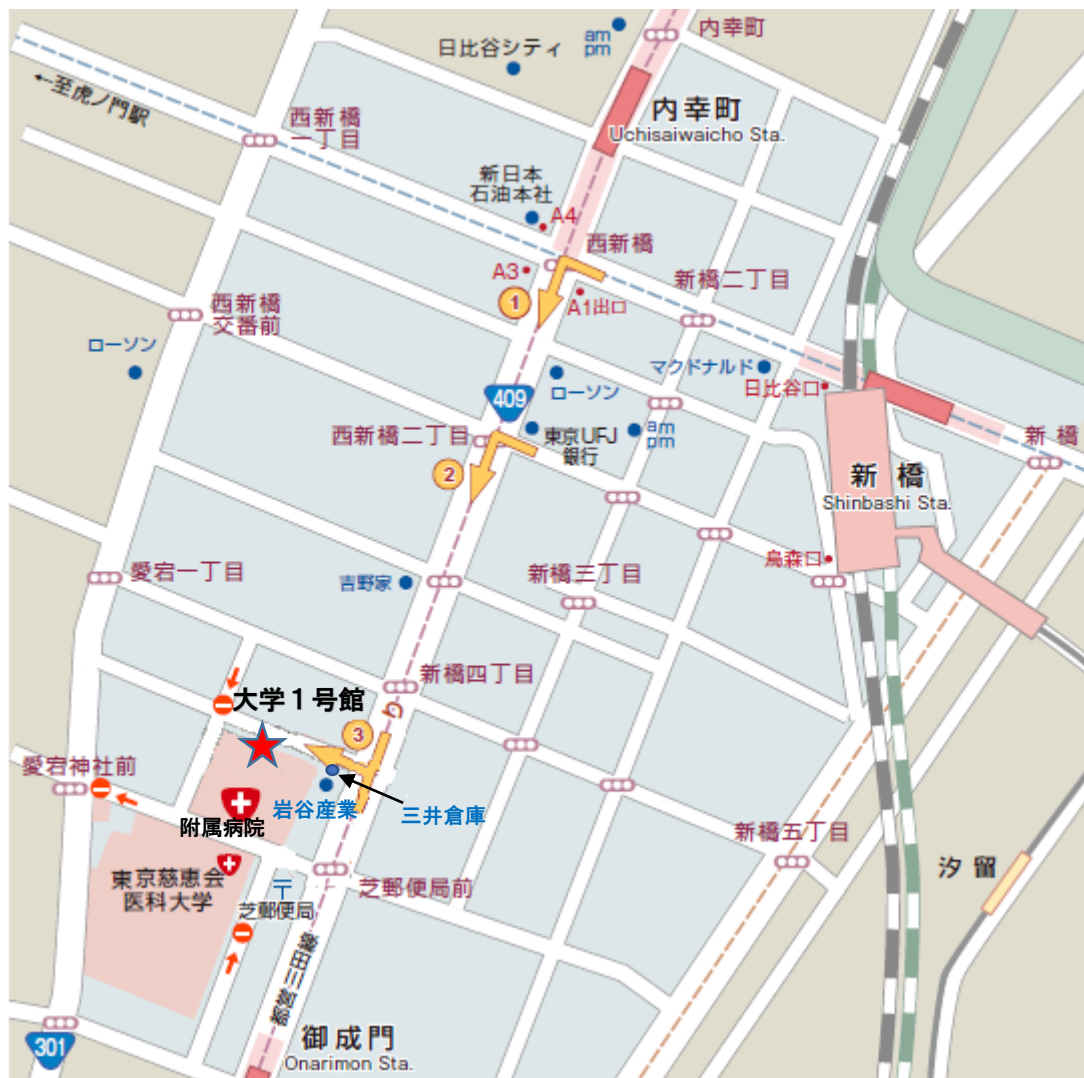 内幸町
am
pm
日比谷シティ
←至虎ノ門駅
西新橋
一丁目
内幸町
Uchisaiwaicho Sta.
新日本
石油本社
A4
西新橋
A3
1
A1出口
新橋二丁目
西新橋
交番前
ローソン
マクドナルド
日比谷口
409
ローソン
西新橋二丁目
東京UFJ
銀行
am
pm
新橋
2
新橋
Shinbashi Sta.
烏森口
愛宕一丁目
吉野家
新橋三丁目
新橋四丁目
大学1号館
3
愛宕神社前
岩谷産業
三井倉庫
附属病院
新橋五丁目
東京慈恵会
医科大学
〒
芝郵便局
芝郵便局前
汐留
都営三田線
御成門
Onarimon Sta.
301